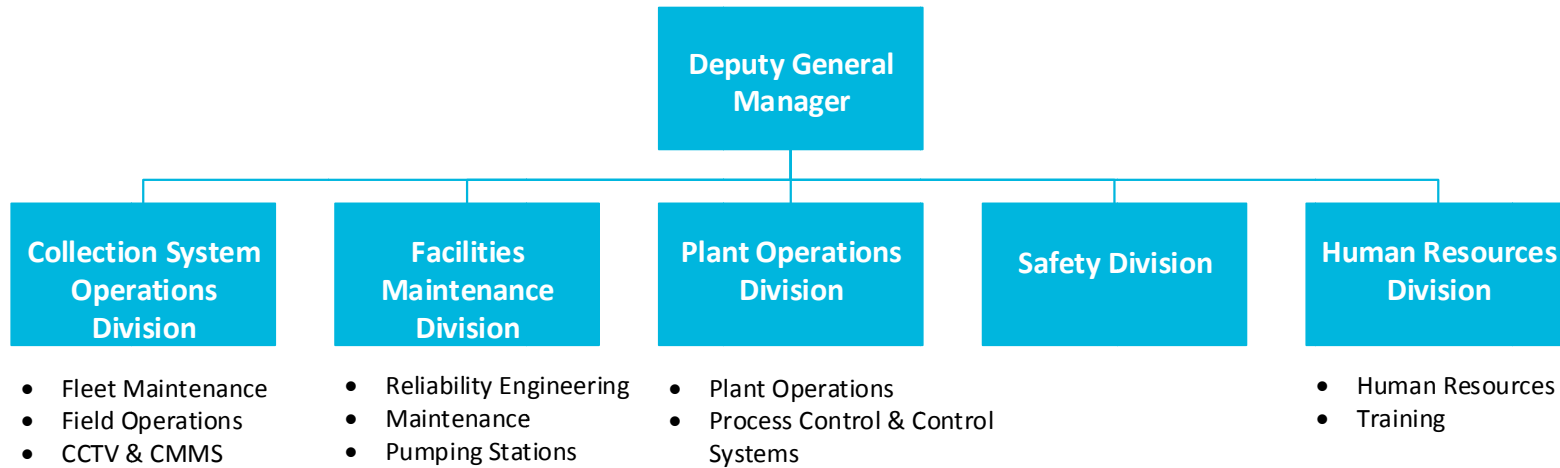 Deputy General
Manager
Collection System
Operations
Division
Facilities
Maintenance
Division
Plant Operations
Division
Safety Division
Human Resources
Division
• Fleet Maintenance
• Field Operations
• CCTV & CMMS
• Reliability Engineering
• Maintenance
• Pumping Stations
• Plant Operations
• Process Control & Control
Systems
• Human Resources
• Training